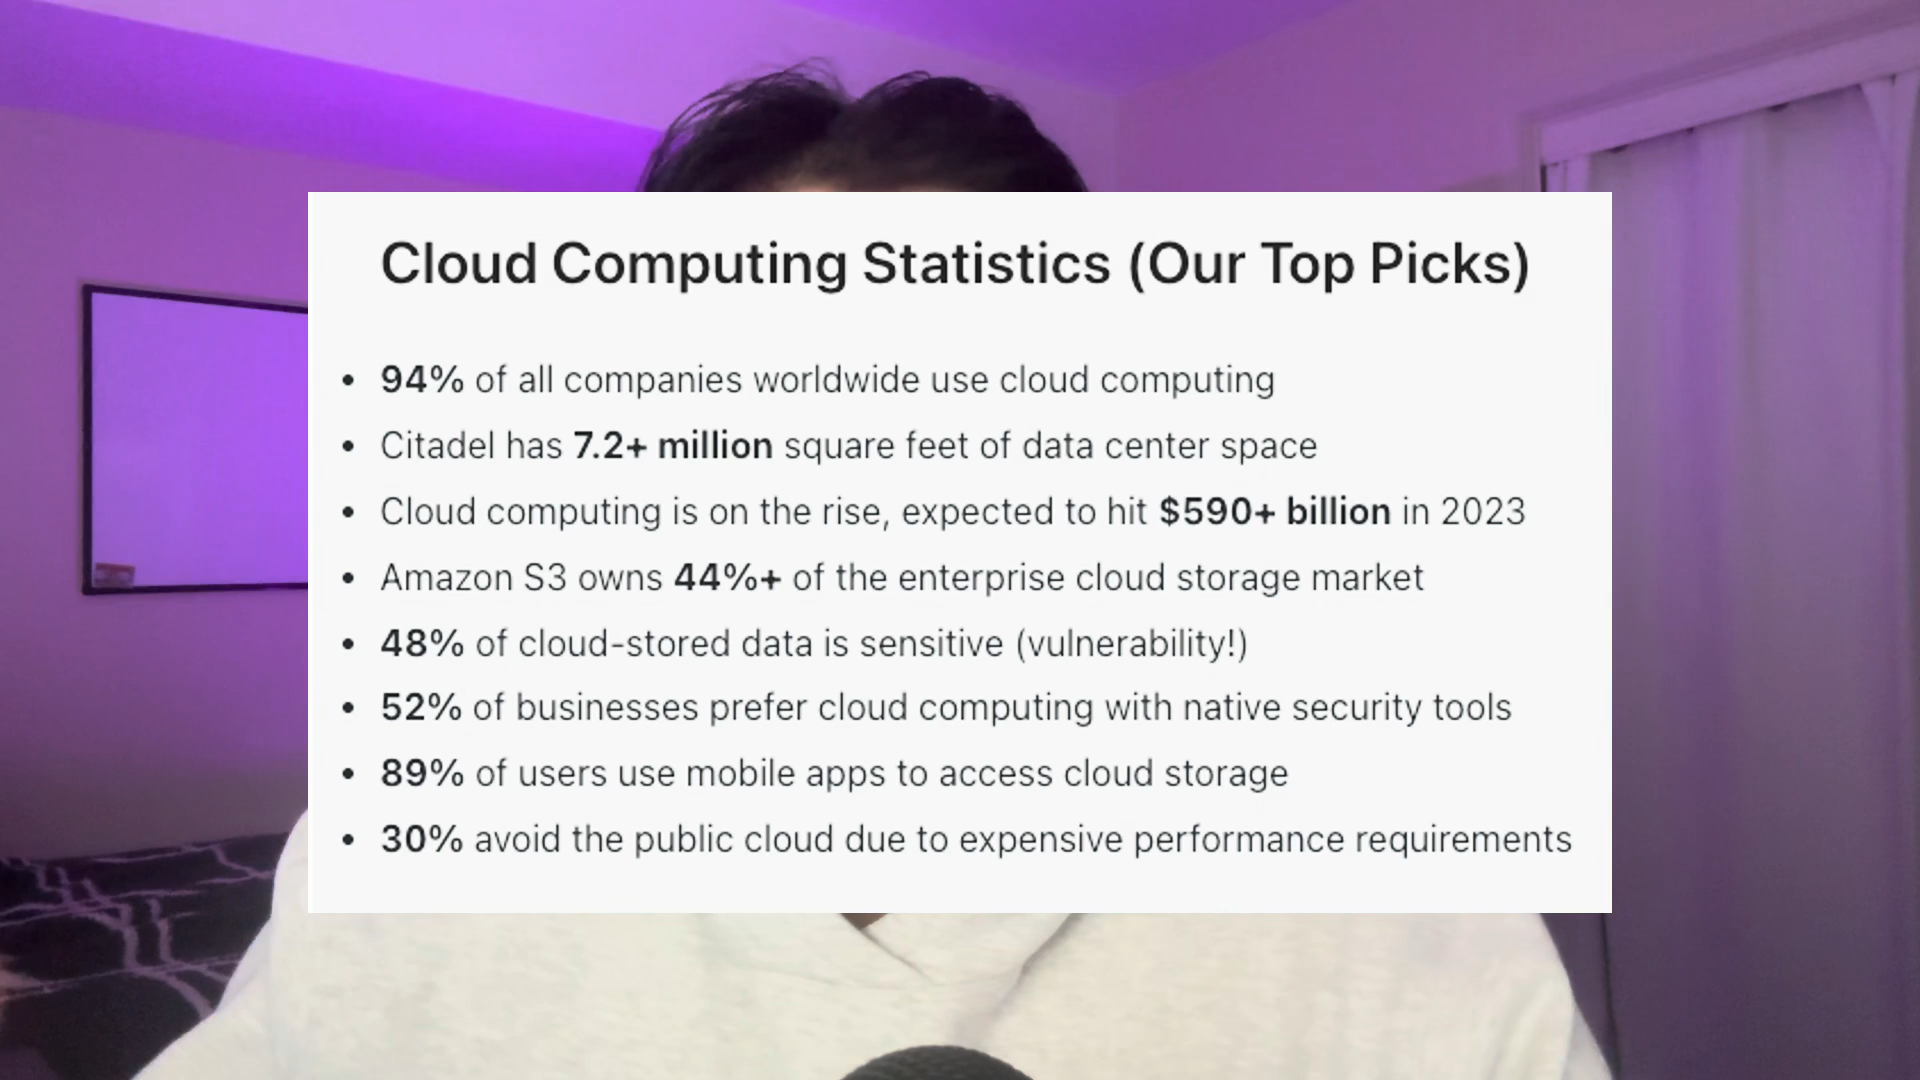 Cloud Computing Statistics (Our Top Picks)
• 94% of all companies worldwide use cloud computing
• Citadel has 7.2+ million square feet of data center space
• Cloud computing is on the rise, expected to hit $590+ billion in 2023
• Amazon S3 owns 44%+ of the enterprise cloud storage market
• 48% of cloud-stored data is sensitive (vulnerability!)
• 52% of businesses prefer cloud computing with native security tools
• 89% of users use mobile apps to access cloud storage
• 30% avoid the public cloud due to expensive performance requirements